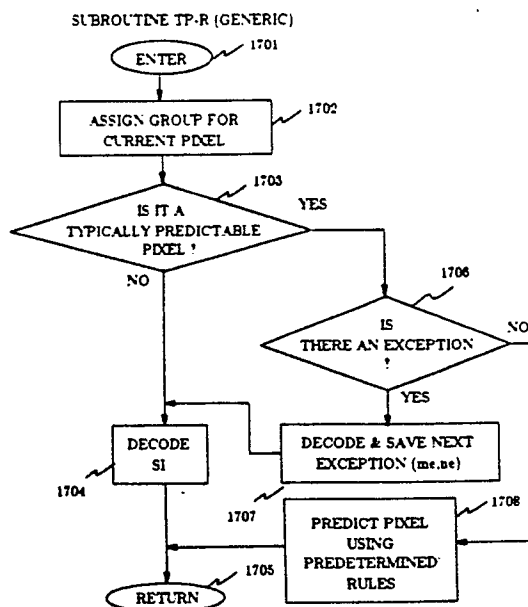 SUBROUTINE TP-R (GENERIC)
ENTER
1701
ASSIGN GROUP FOR
CURRENT PIXEL
1702
1703
IS IT A
TYPICALLY PREDICTABLE
PIXEL ?
YES
NO
1706
IS
THERE AN EXCEPTION
?
NO
YES
DECODE
SI
1704
DECODE & SAVE NEXT
EXCEPTION (me,ne)
1707
1708
PREDICT PIXEL
USING
PREDETERMINED
RULES
1705
RETURN